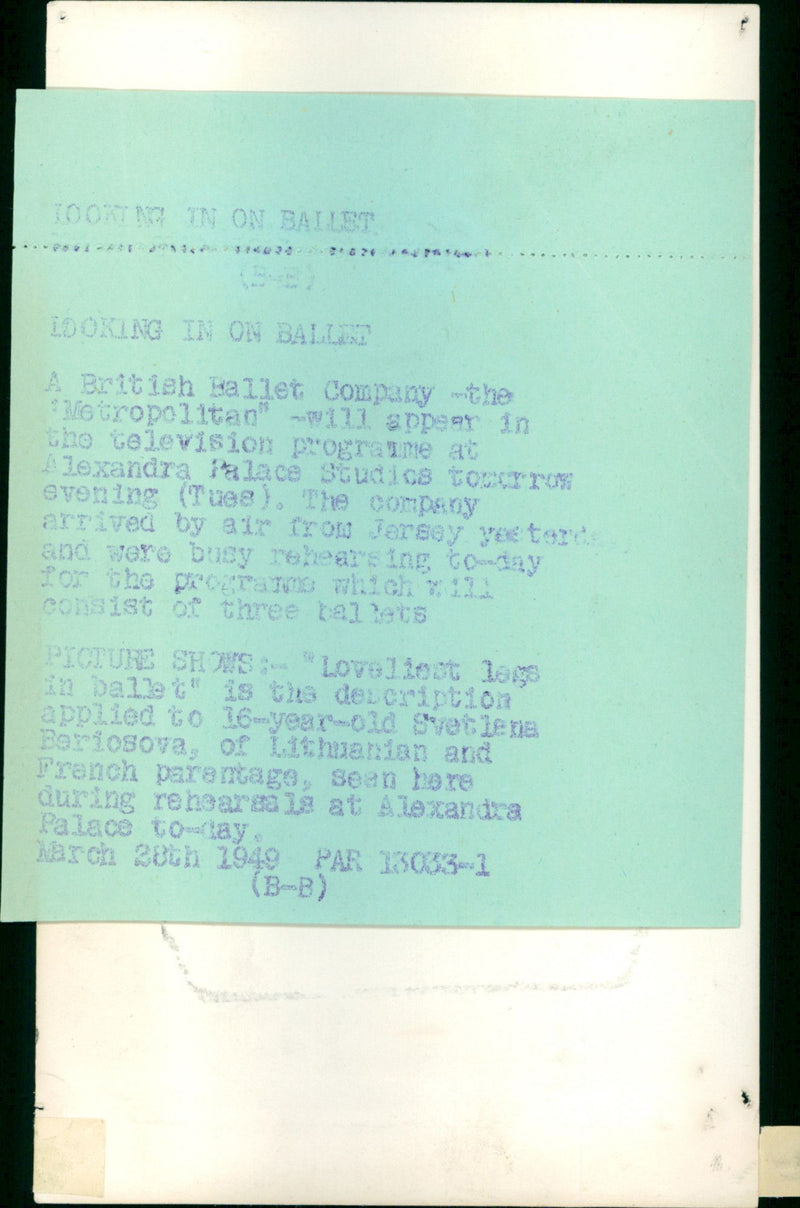 LOOKING IN ON BALLET
(B-B)
LOOKING IN ON BALLET
A British Ballet Company -the
"Metropolitan" -will appear in
the television programme at
Alexandra Palace Studios tomorrow
evening (Tues). The company
arrived by air from Jersey yesterda
and were busy rehearsing to-day
for the programme which will
consist of three ballets
PICTURE SHOWS:- "Loveliest legs
in ballet" is the description
applied to 16-year-old Svetlana
Beriosova, of Lithuanian and
French parentage, seen here
during rehearsals at Alexandra
Palace to-day.
March 28th 1949 PAR 13033-1
(B-B)